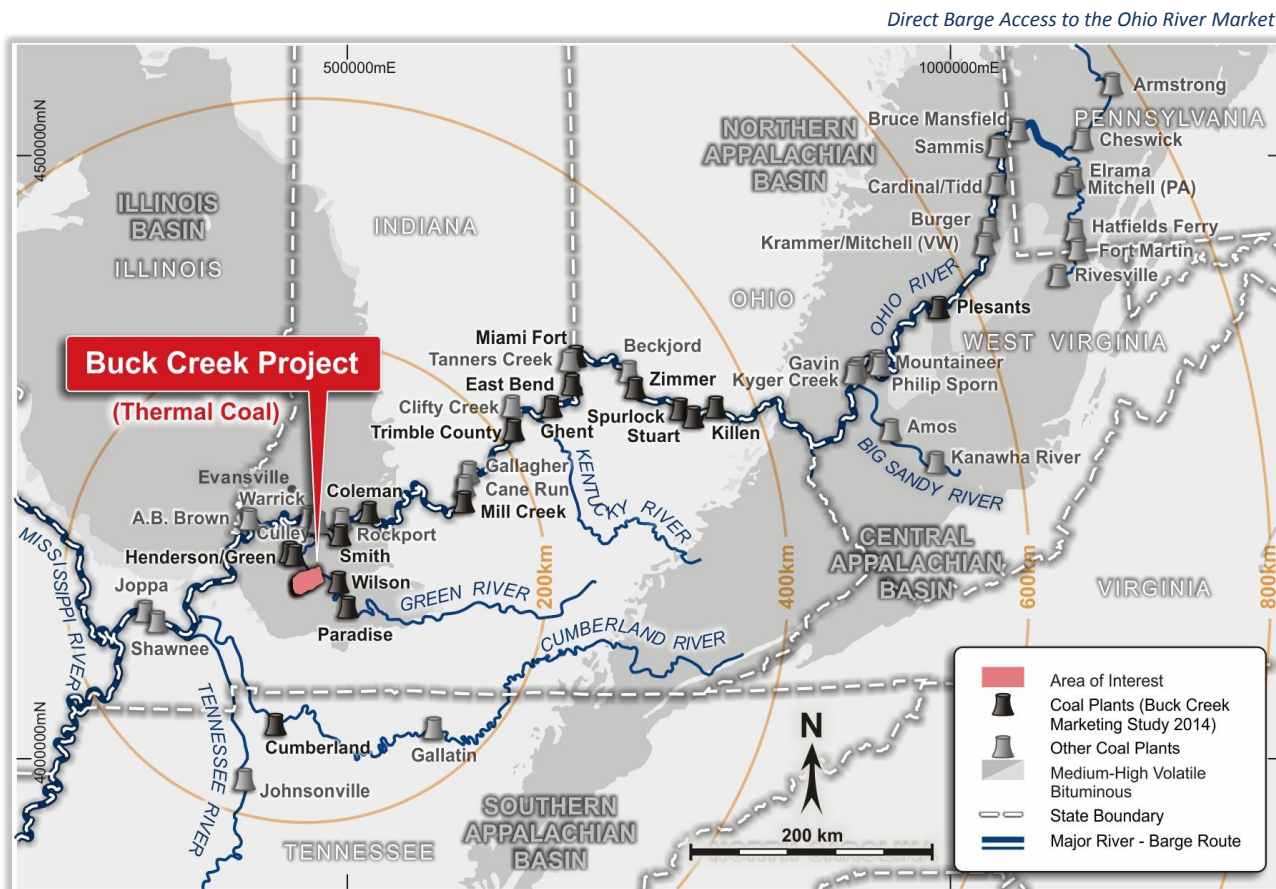 Direct Barge Access to the Ohio River Market
500000mE
1000000mE
4500000mN
4000000mN
Armstrong
PENNSYLVANIA
Bruce Mansfield
Cheswick
Sammis
NORTHERN
APPALACHIAN
BASIN
Elrama
Mitchell (PA)
Cardinal/Tidd
ILLINOIS
BASIN
ILLINOIS
INDIANA
Burger
Hatfields Ferry
Krammer/Mitchell (VW)
Fort Martin
Rivesville
OHIO
OHIO RIVER
Plesants
WEST VIRGINIA
Miami Fort
Tanners Creek
Beckjord
Gavin
Kyger Creek
Mountaineer
Philip Sporn
Buck Creek Project
(Thermal Coal)
East Bend
Zimmer
Clifty Creek
Trimble County
Ghent
Spurlock
Stuart
Killen
Amos
Kanawha River
BIG SANDY RIVER
KENTUCKY RIVER
Gallagher
Cane Run
Mill Creek
Evansville
Warrick
Coleman
A.B. Brown
Culley
Rockport
Henderson/Green
Smith
CENTRAL
APPALACHIAN
BASIN
MISSISSIPPI RIVER
Joppa
Wilson
GREEN RIVER
200km
400km
600km
800km
VIRGINIA
Shawnee
Paradise
CUMBERLAND RIVER
TENNESSEE RIVER
Cumberland
Gallatin
Johnsonville
SOUTHERN
APPALACHIAN
BASIN
TENNESSEE
NORTH CAROLINA
N
200 km
Area of Interest
Coal Plants (Buck Creek
Marketing Study 2014)
Other Coal Plants
Medium-High Volatile
Bituminous
State Boundary
Major River - Barge Route